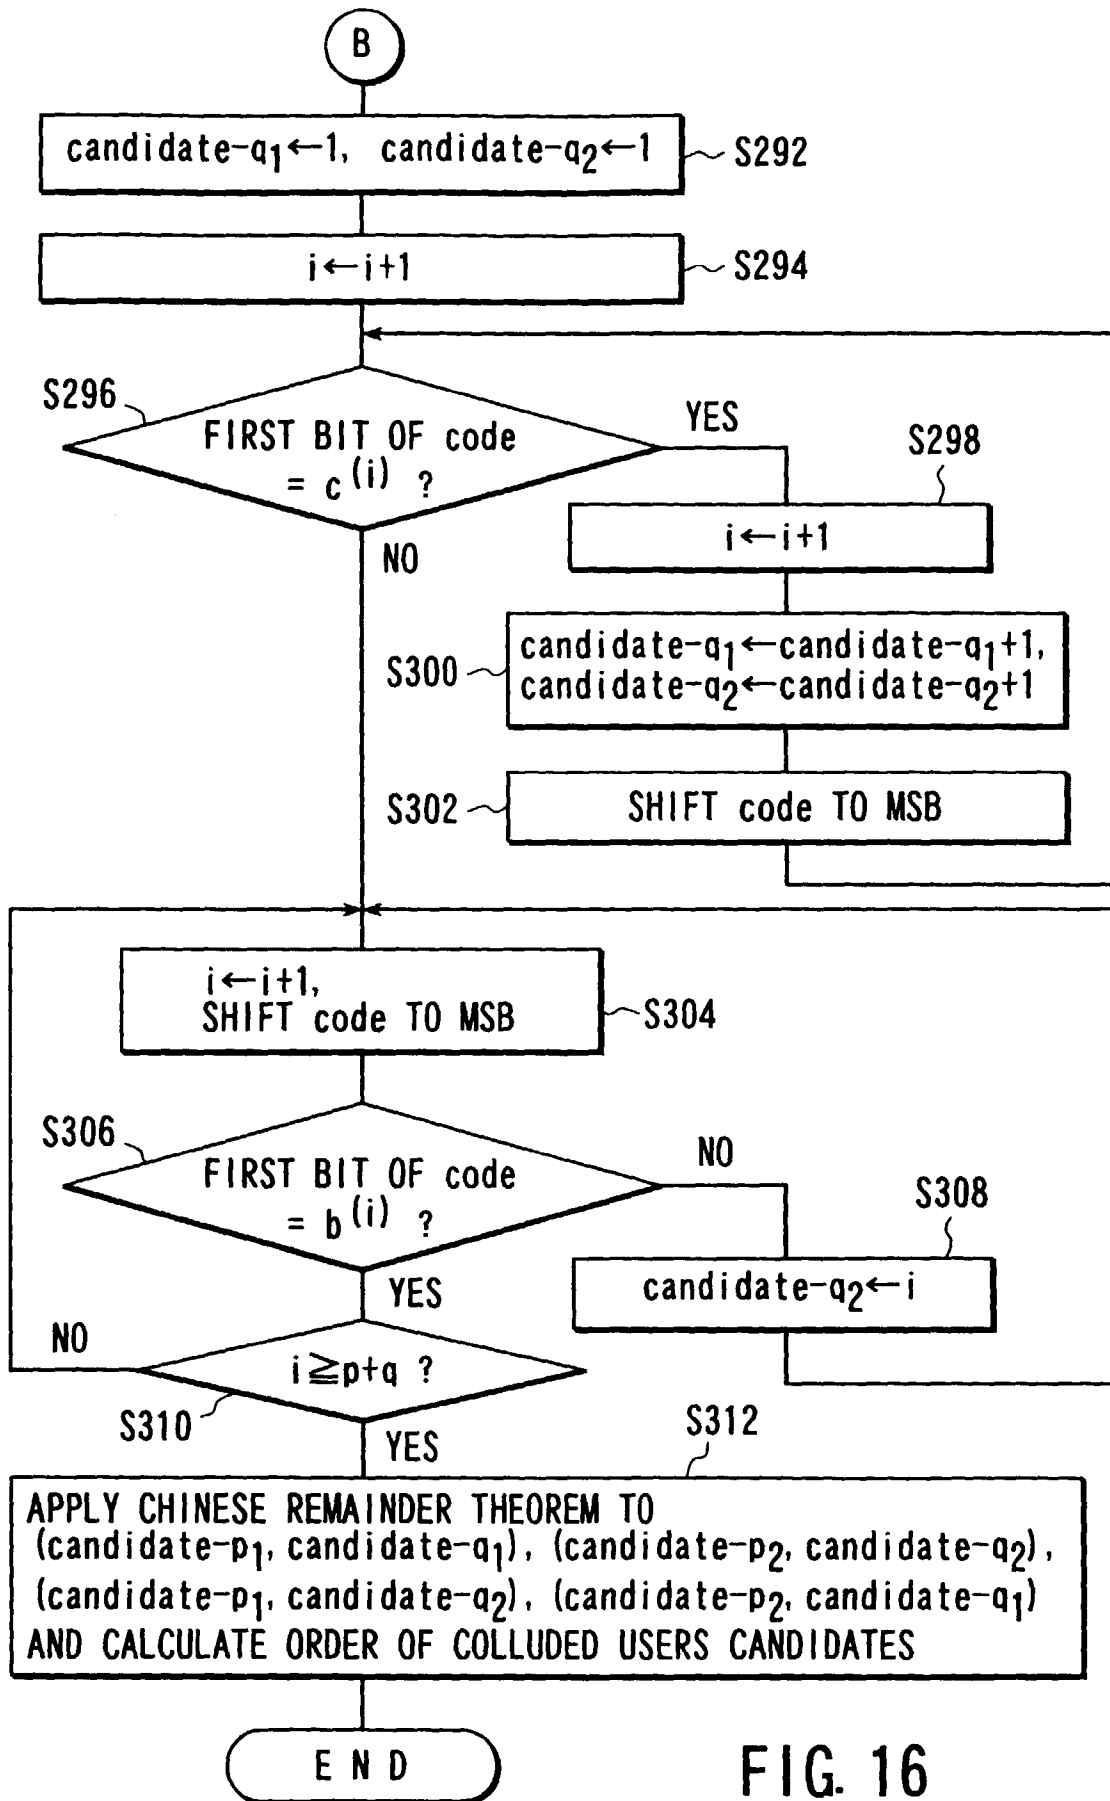 B
candidate-q₁←1, candidate-q₂←1
S292
i←i+1
S294
S296
FIRST BIT OF code
= c⁽ⁱ⁾ ?
YES
NO
S298
i←i+1
S300
candidate-q₁←candidate-q₁+1,
candidate-q₂←candidate-q₂+1
S302
SHIFT code TO MSB
i←i+1,
SHIFT code TO MSB
S304
S306
FIRST BIT OF code
= b⁽ⁱ⁾ ?
NO
YES
S308
candidate-q₂←i
NO
i≧p+q ?
S310
YES
S312
APPLY CHINESE REMAINDER THEOREM TO
(candidate-p₁, candidate-q₁), (candidate-p₂, candidate-q₂),
(candidate-p₁, candidate-q₂), (candidate-p₂, candidate-q₁)
AND CALCULATE ORDER OF COLLUDED USERS CANDIDATES
END
FIG. 16